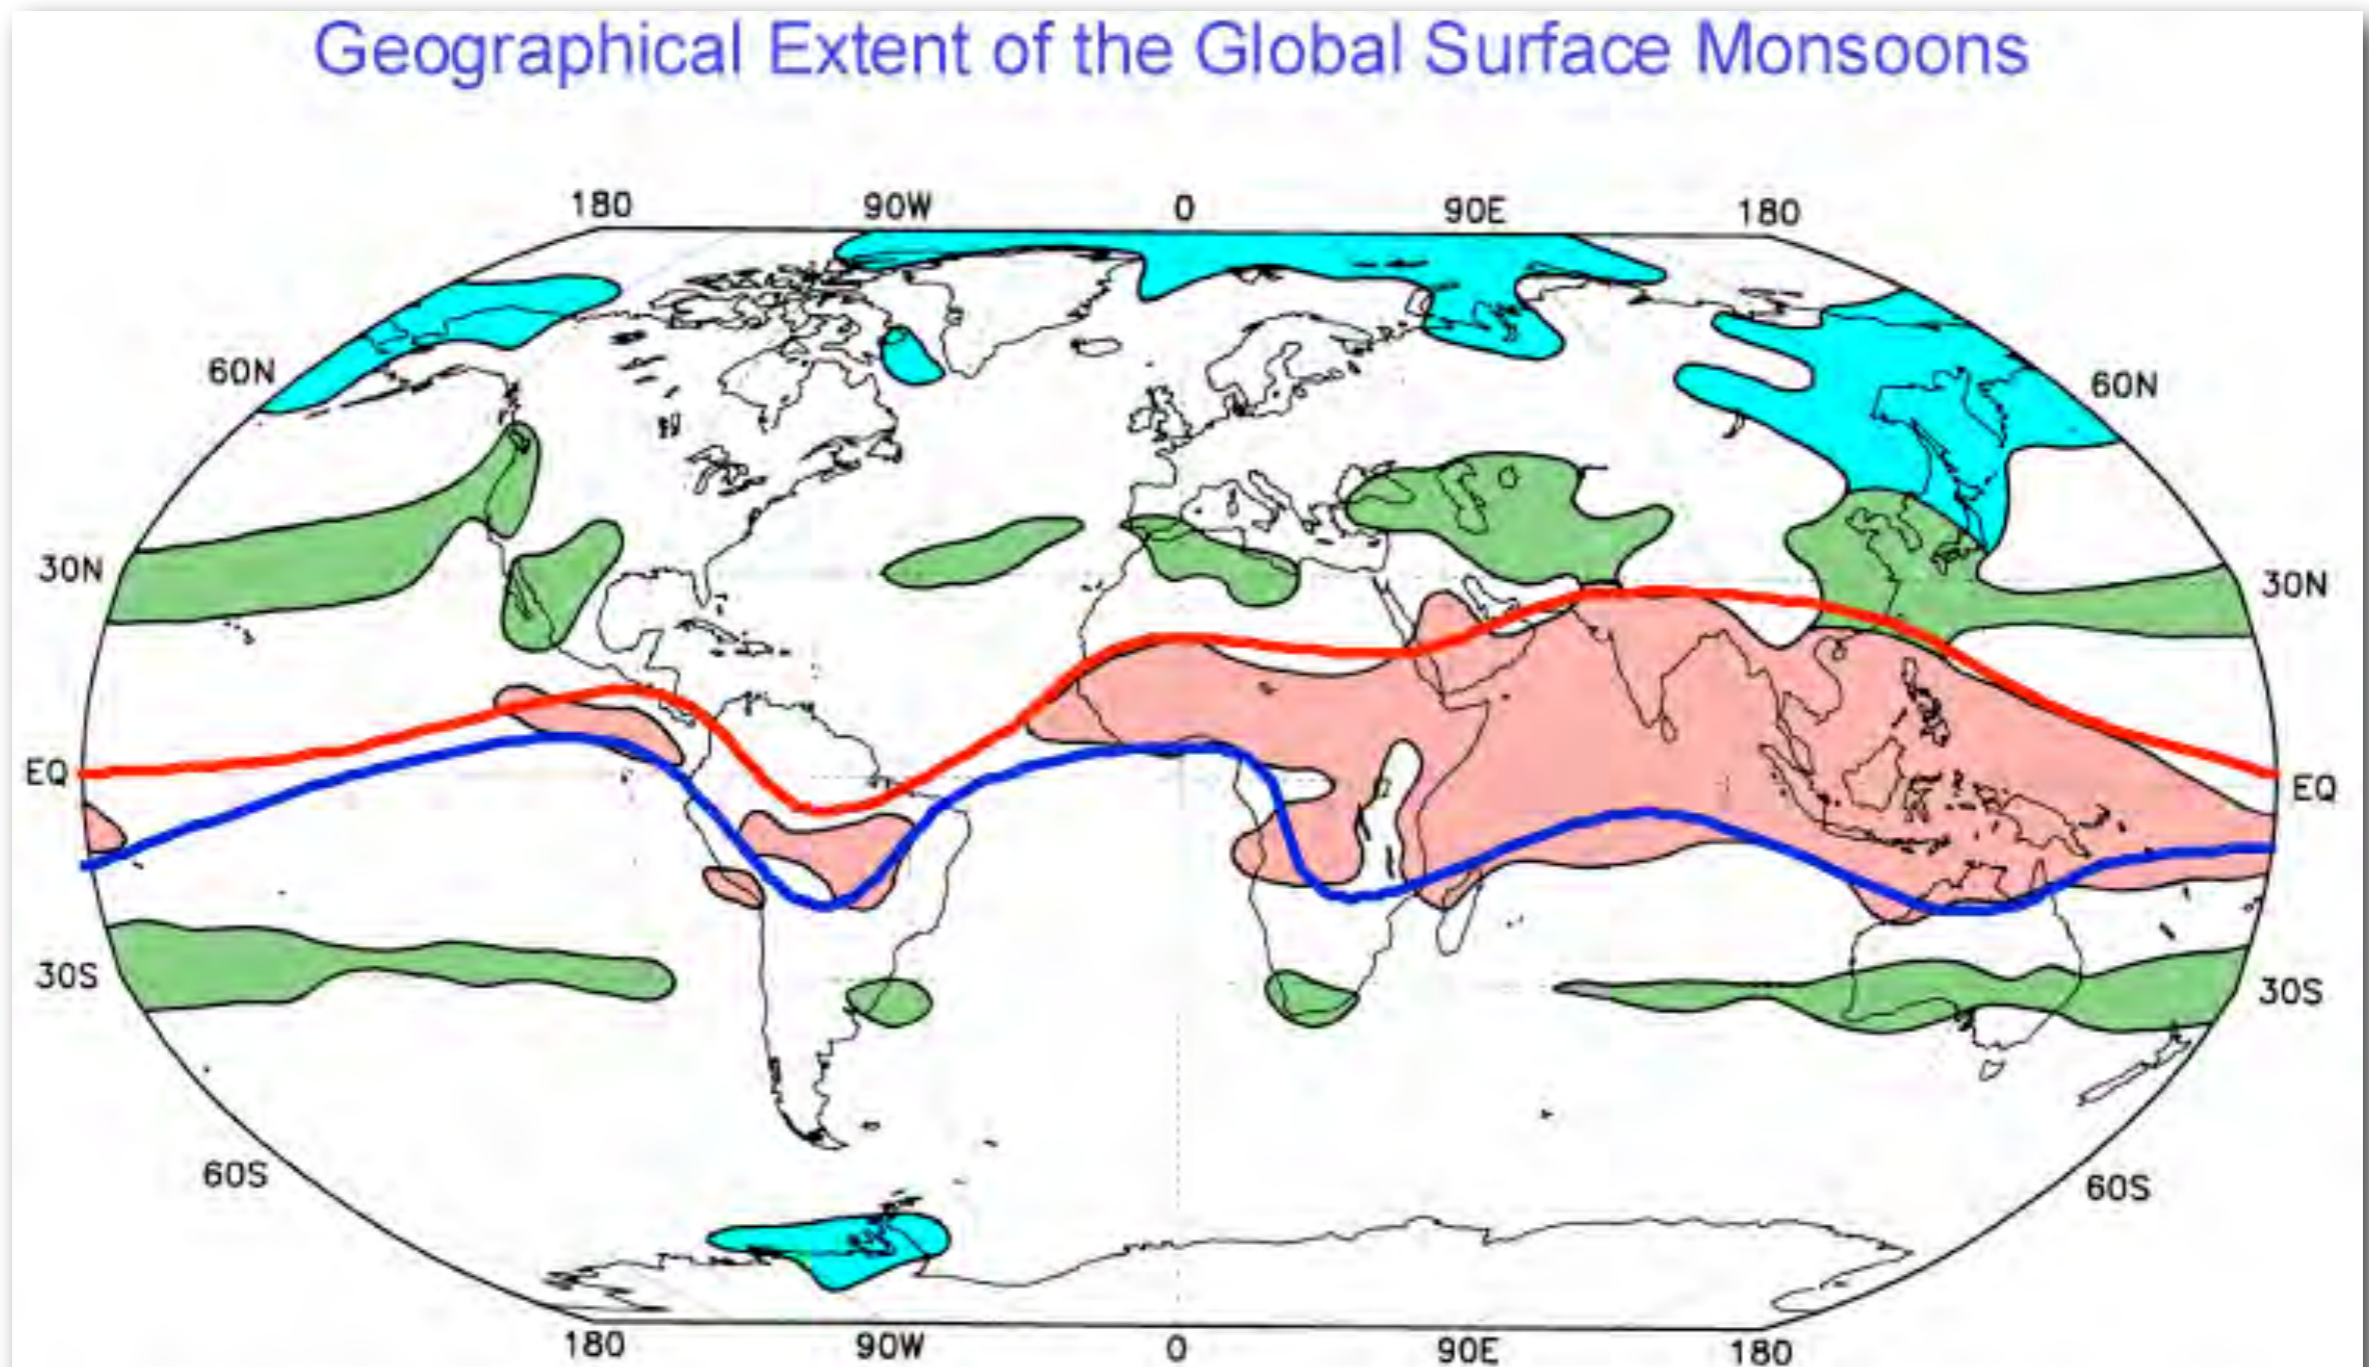 Geographical Extent of the Global Surface Monsoons
180 90W 0 90E 180
60N 60N
30N 30N
EQ EQ
30S 30S
60S 60S
180 90W 0 90E 180